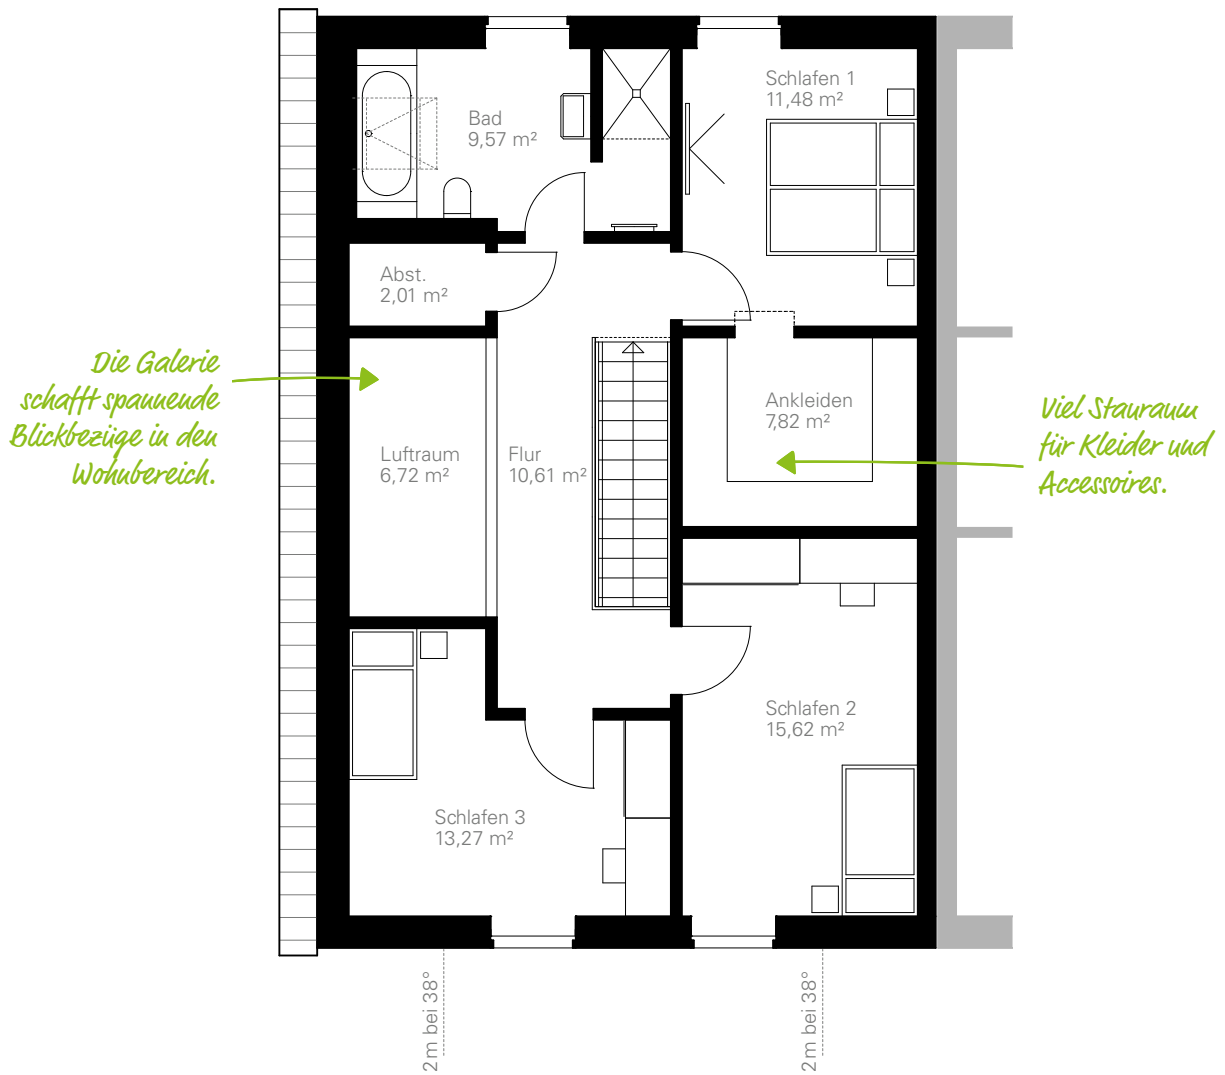 Schlafen 1
11,48 m²
Bad
9,57 m²
Abst.
2,01 m²
Die Galerie
schafft spannende
Blickbezüge in den
Wohnbereich.
Ankleiden
7,82 m²
Viel Stauraum
für Kleider und
Accessoires.
Luftraum
6,72 m²
Flur
10,61 m²
Schlafen 2
15,62 m²
Schlafen 3
13,27 m²
2 m bei 38°
2 m bei 38°